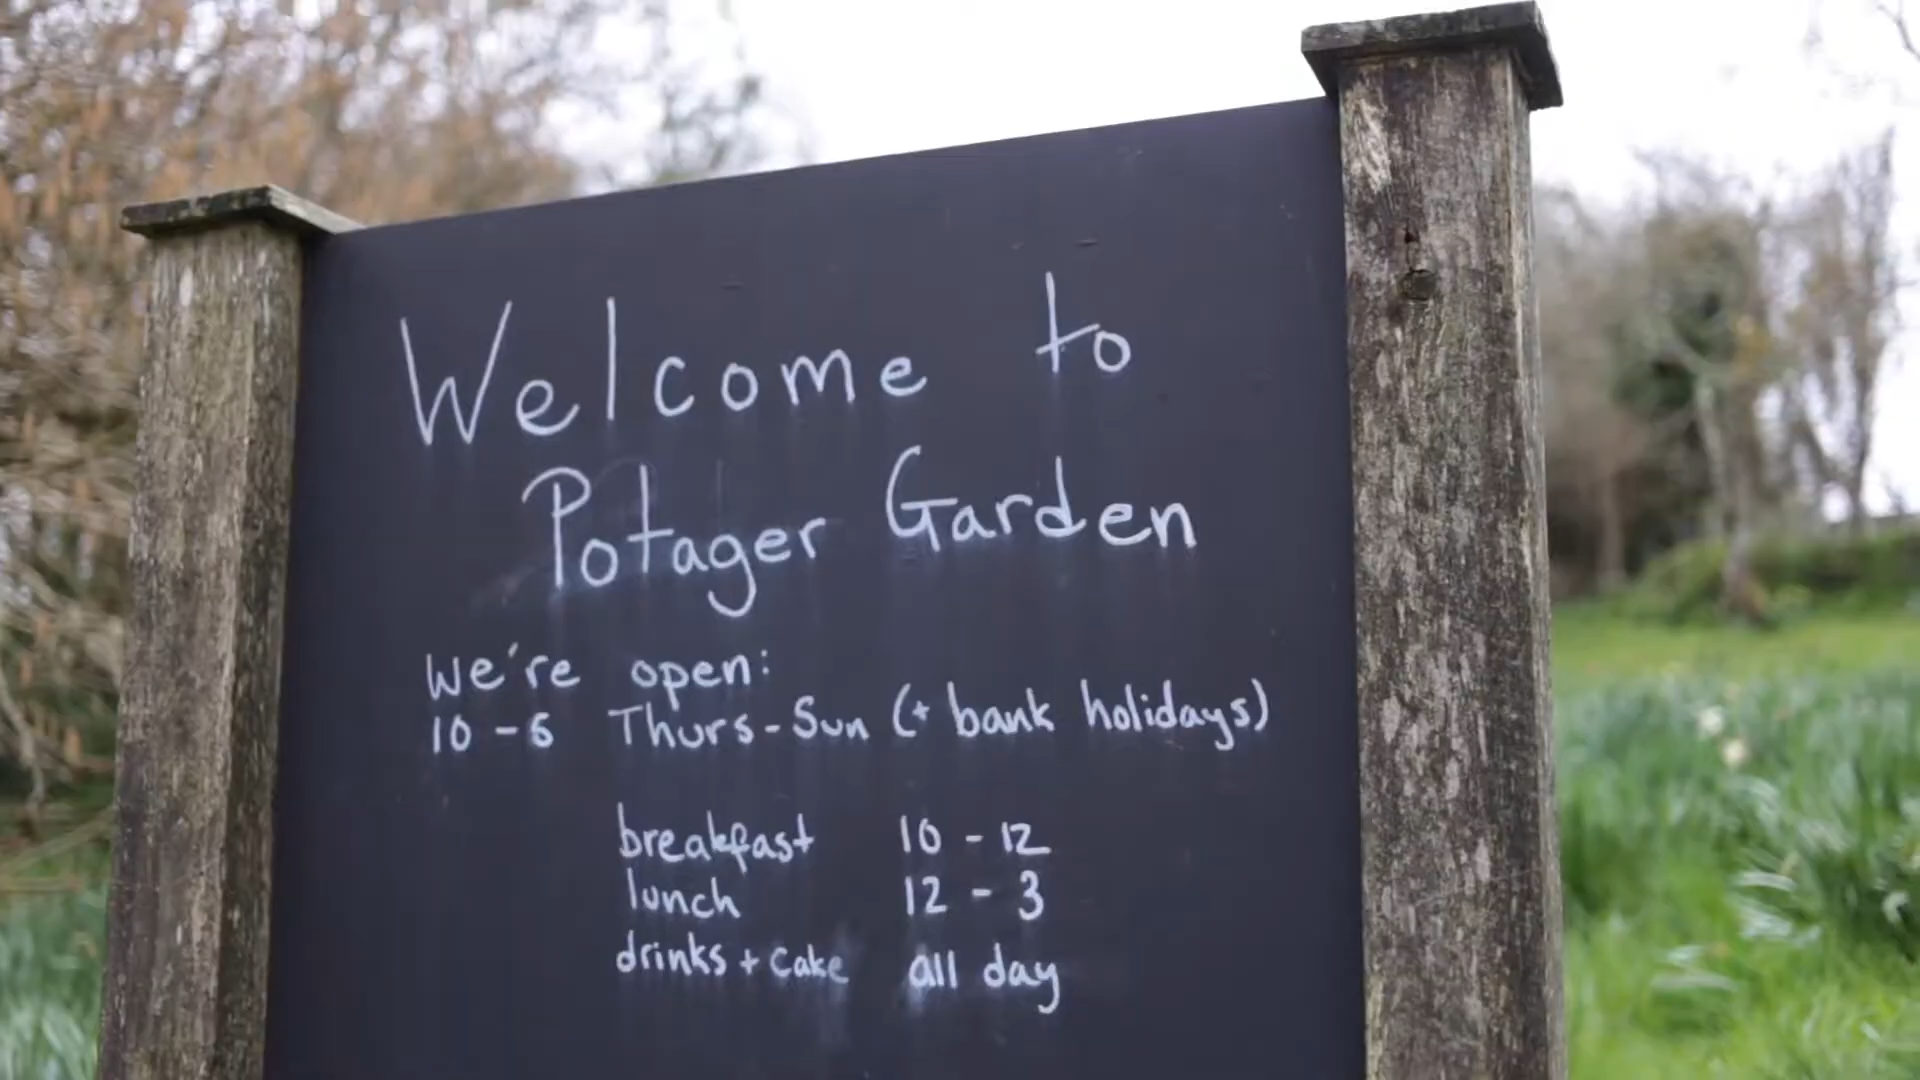 Welcome to
Potager Garden
We're open:
10 - 6 Thurs - Sun (+ bank holidays)
breakfast 10 - 12
lunch 12 - 3
drinks + cake all day